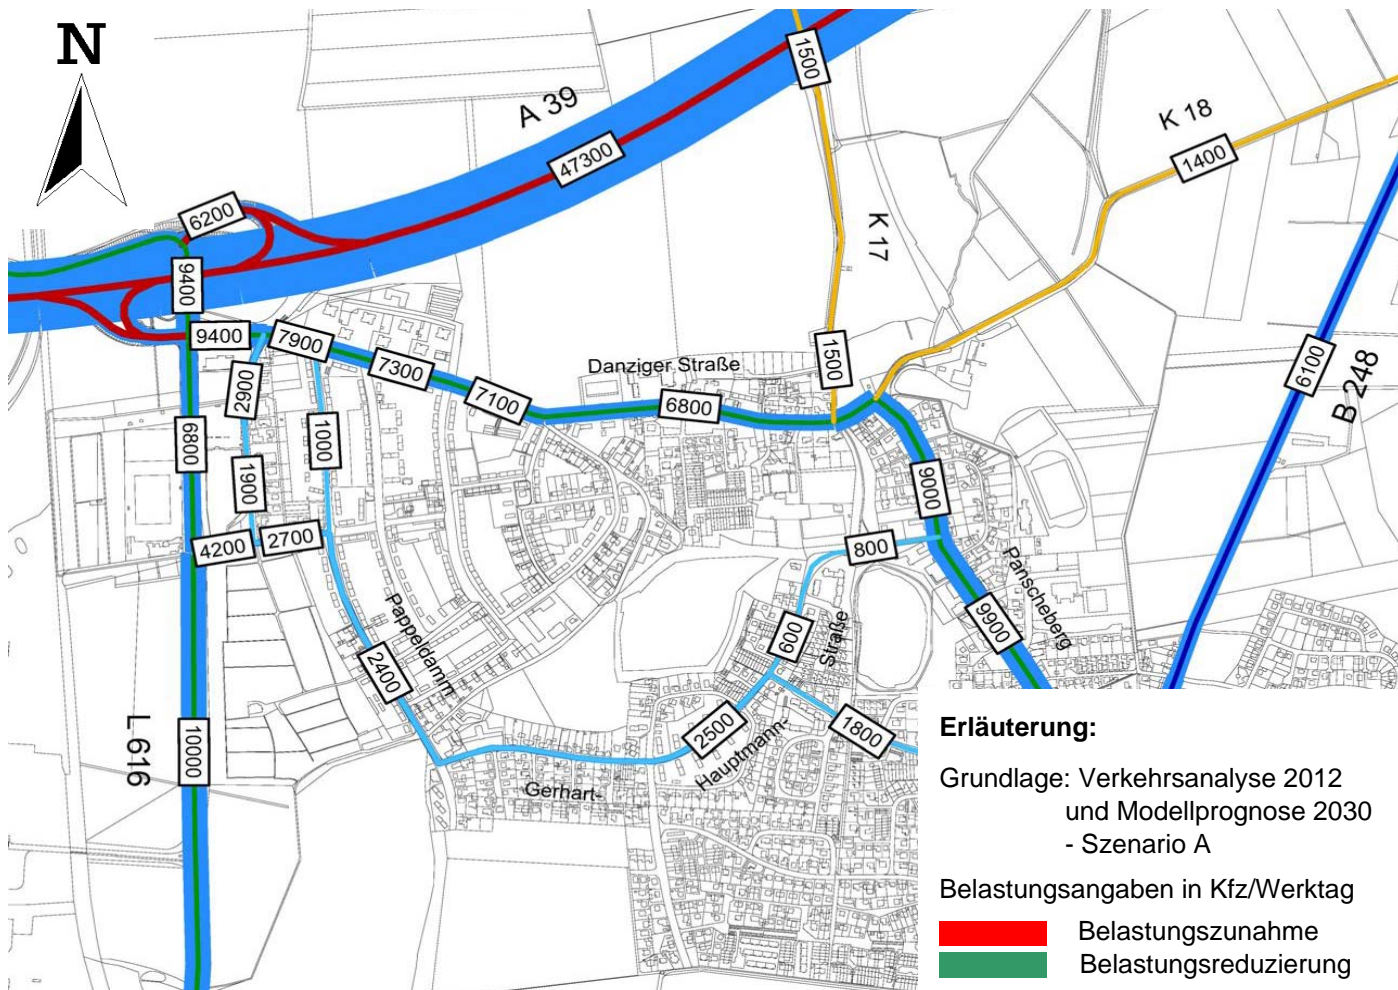 N
A 39
1500
K 18
1400
47300
6200
K 17
9400
9400
7900
7300
7100
Danziger Straße
6800
1500
6100
B 248
2900
6800
1000
1900
9000
4200
2700
800
Panscheberg
9900
Pappeldamm
2400
600
Straße
L 616
10000
2500
1800
Hauptmann-
Gerhart-
Erläuterung:
Grundlage: Verkehrsanalyse 2012
und Modellprognose 2030
- Szenario A
Belastungsangaben in Kfz/Werktag
Belastungszunahme
Belastungsreduzierung